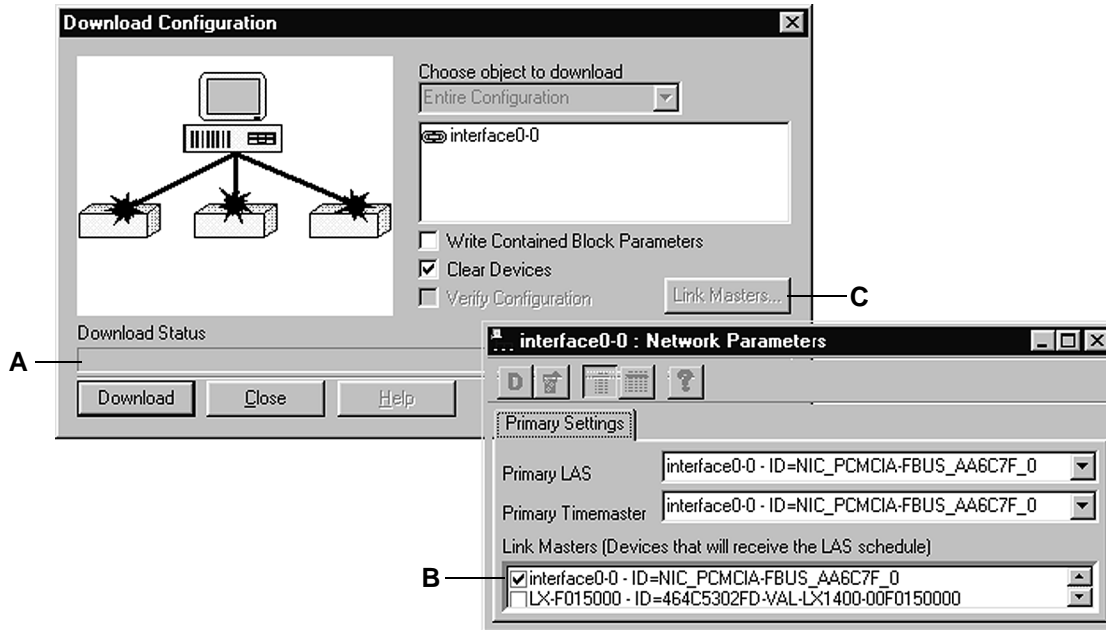 Download Configuration
Choose object to download
Entire Configuration
interface0-0
Write Contained Block Parameters
Clear Devices
Verify Configuration
Link Masters...
C
Download Status
A
Download
Close
Help
interface0-0 : Network Parameters
D
?
Primary Settings
Primary LAS
interface0-0 - ID=NIC_PCMCIA-FBUS_AA6C7F_0
Primary Timemaster
interface0-0 - ID=NIC_PCMCIA-FBUS_AA6C7F_0
Link Masters (Devices that will receive the LAS schedule)
B
interface0-0 - ID=NIC_PCMCIA-FBUS_AA6C7F_0
LX-F015000 - ID=464C5302FD-VAL-LX1400-00F0150000